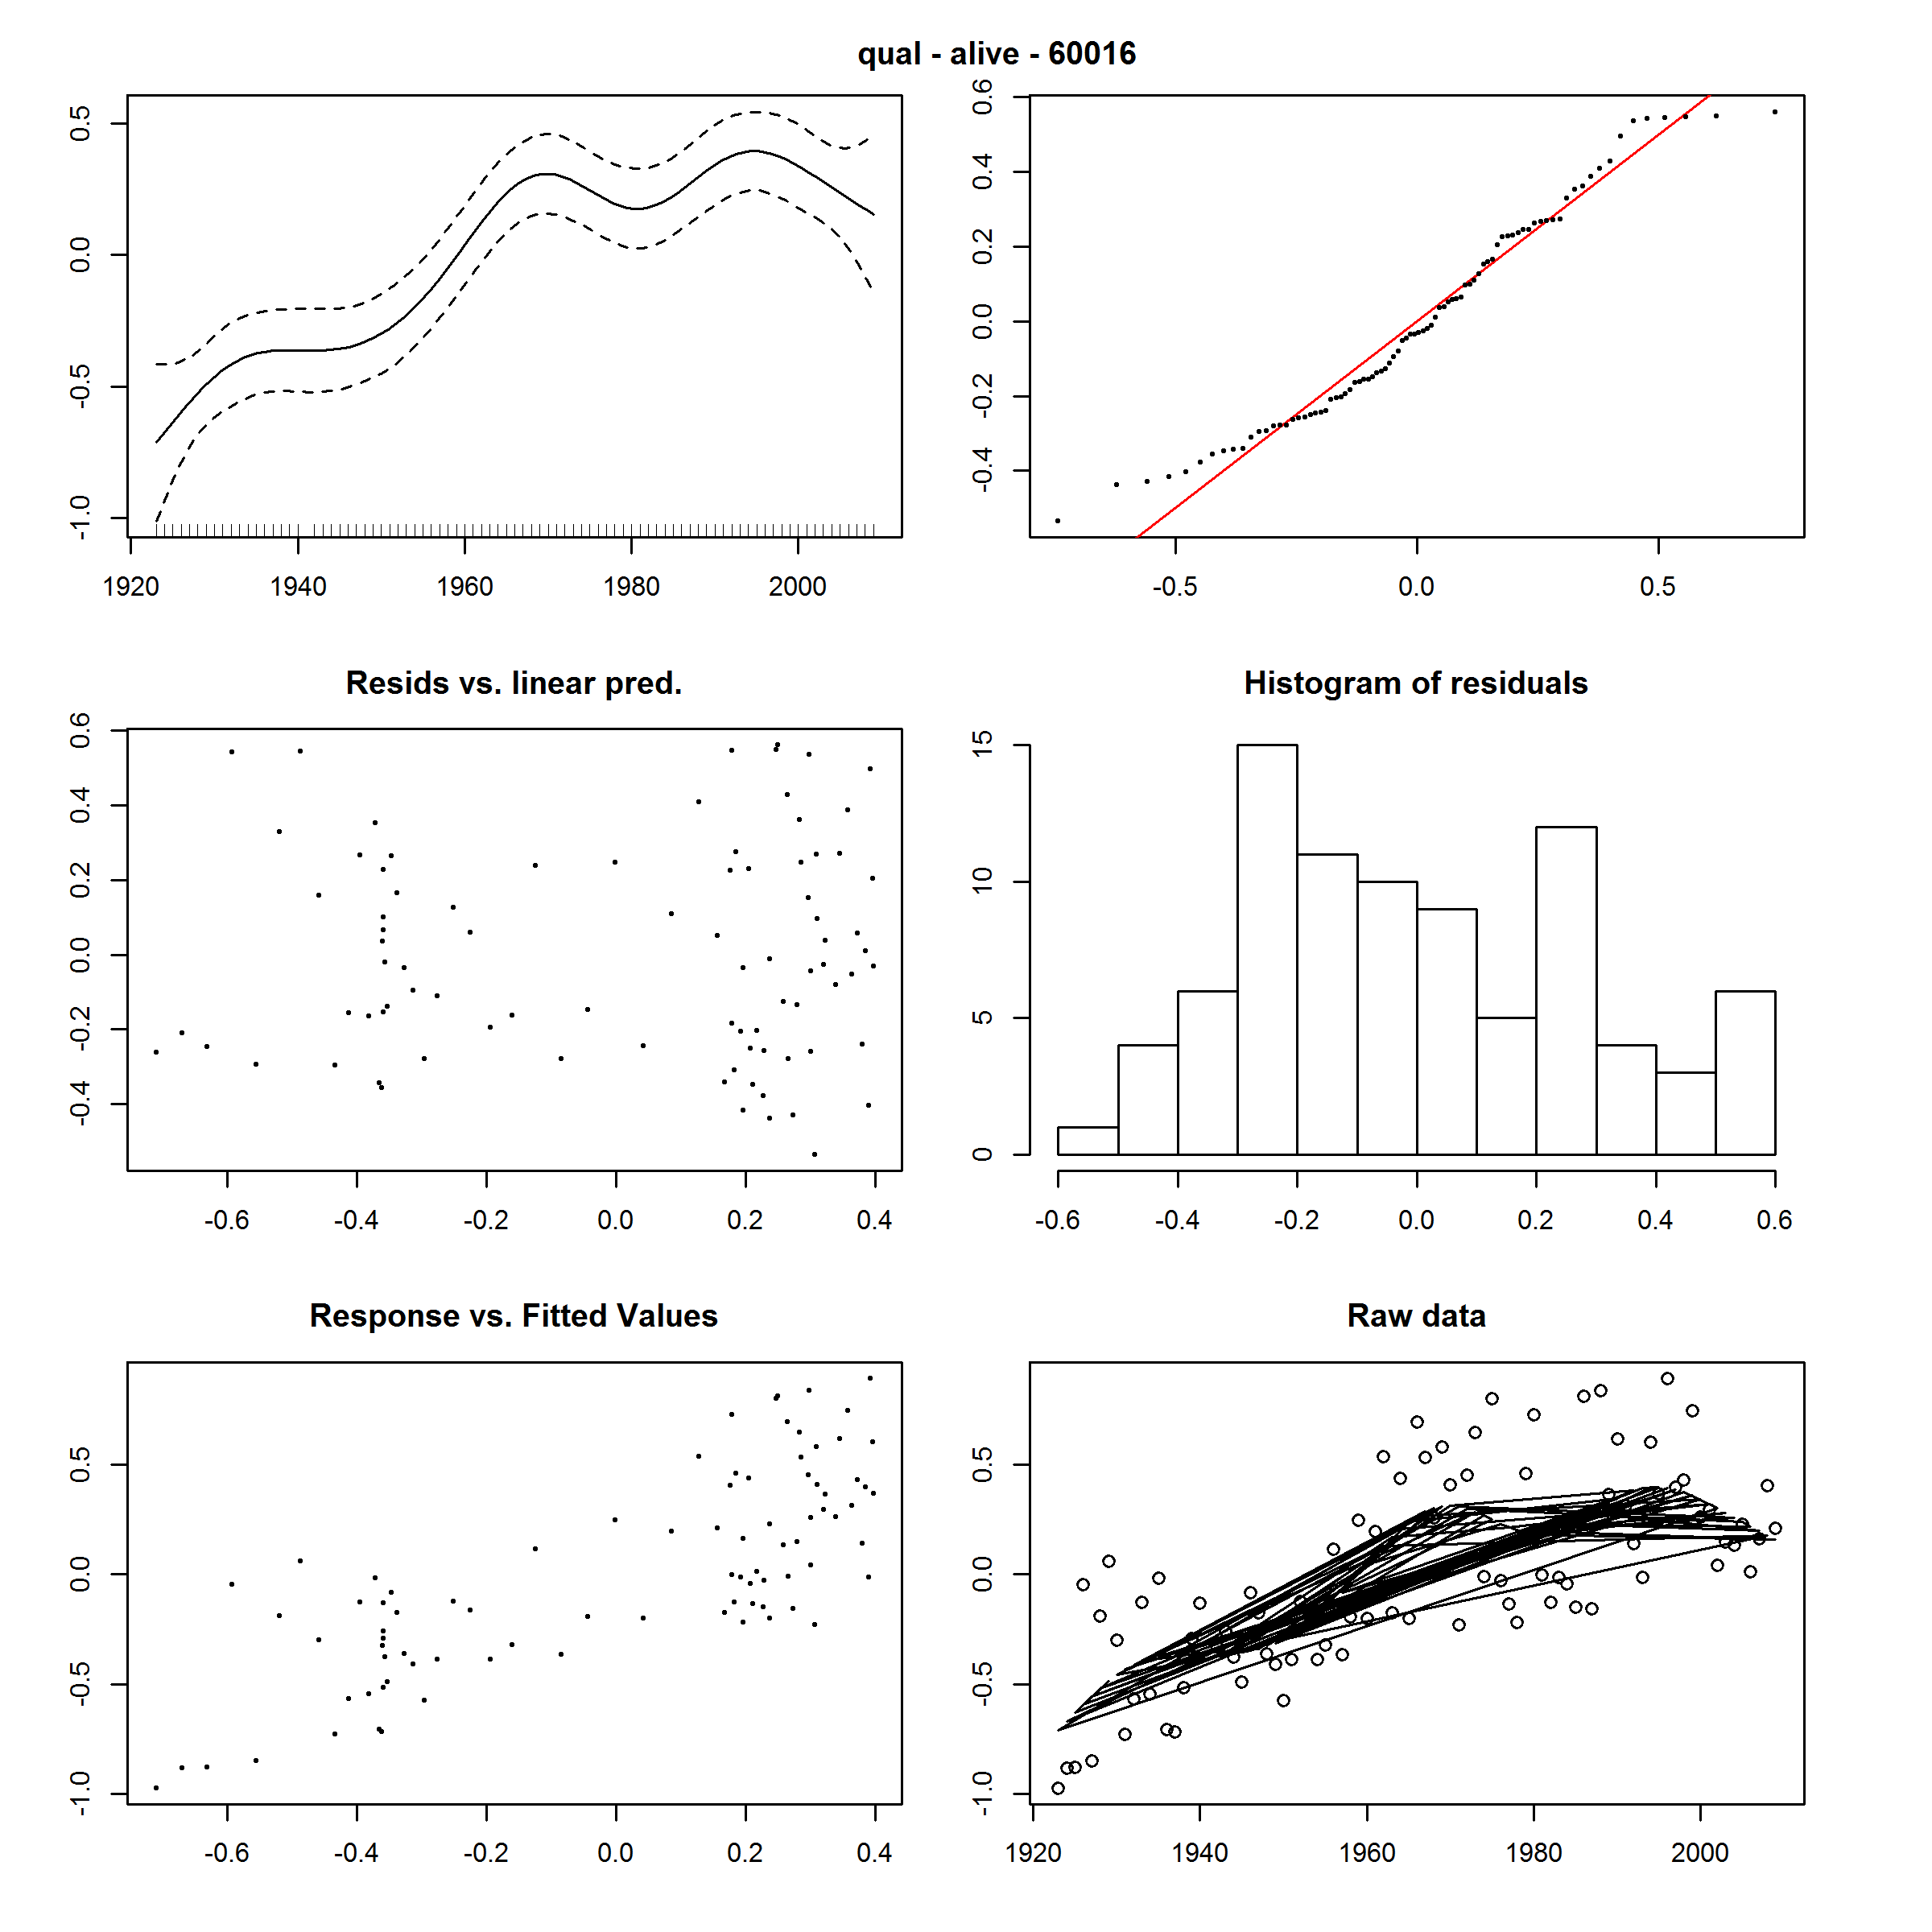 qual - alive - 60016
0.5
0.0
-0.5
-1.0
1920 1940 1960 1980 2000
0.6
0.4
0.2
0.0
-0.2
-0.4
-0.5 0.0 0.5
Resids vs. linear pred.
0.6
0.4
0.2
0.0
-0.2
-0.4
-0.6 -0.4 -0.2 0.0 0.2 0.4
Histogram of residuals
15
10
5
0
-0.6 -0.4 -0.2 0.0 0.2 0.4 0.6
Response vs. Fitted Values
0.5
0.0
-0.5
-1.0
-0.6 -0.4 -0.2 0.0 0.2 0.4
Raw data
0.5
0.0
-0.5
-1.0
1920 1940 1960 1980 2000